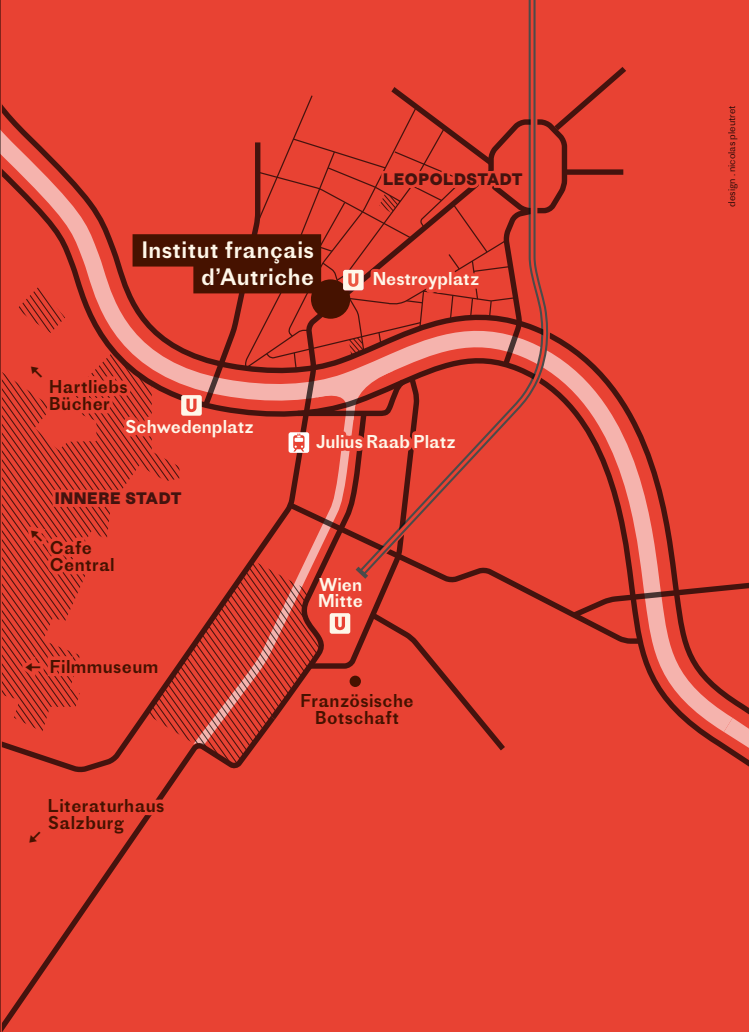 design . nicolas pleutret
LEOPOLDSTADT
Institut français
d'Autriche
U Nestroyplatz
Hartliebs
Bücher
U
Schwedenplatz
Julius Raab Platz
INNERE STADT
Cafe
Central
Wien
Mitte
U
Filmmuseum
Französische
Botschaft
Literaturhaus
Salzburg